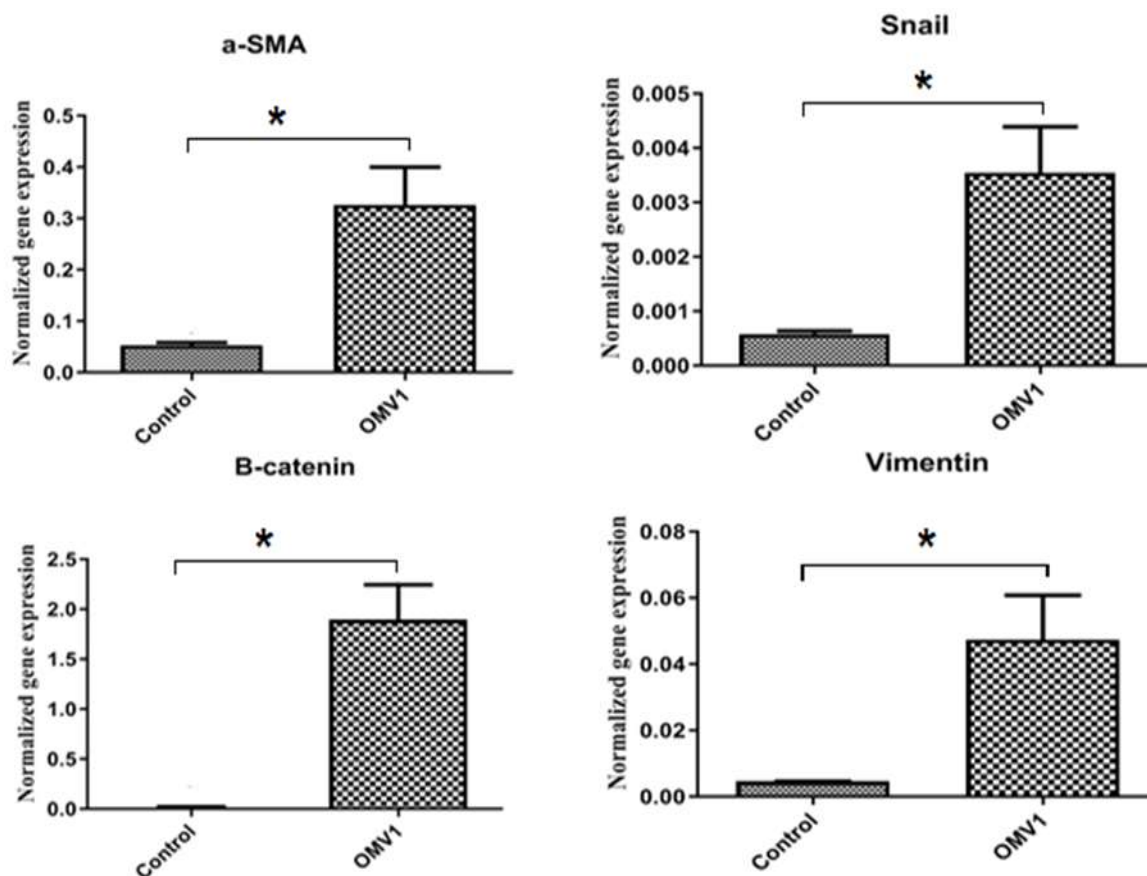 a-SMA
Normalized gene expression
0.5
0.4
0.3
0.2
0.1
0.0
*
Control
OMV1
Snail
Normalized gene expression
0.005
0.004
0.003
0.002
0.001
0.000
*
Control
OMV1
B-catenin
Normalized gene expression
2.5
2.0
1.5
1.0
0.5
0.0
*
Control
OMV1
Vimentin
Normalized gene expression
0.08
0.06
0.04
0.02
0.00
*
Control
OMV1